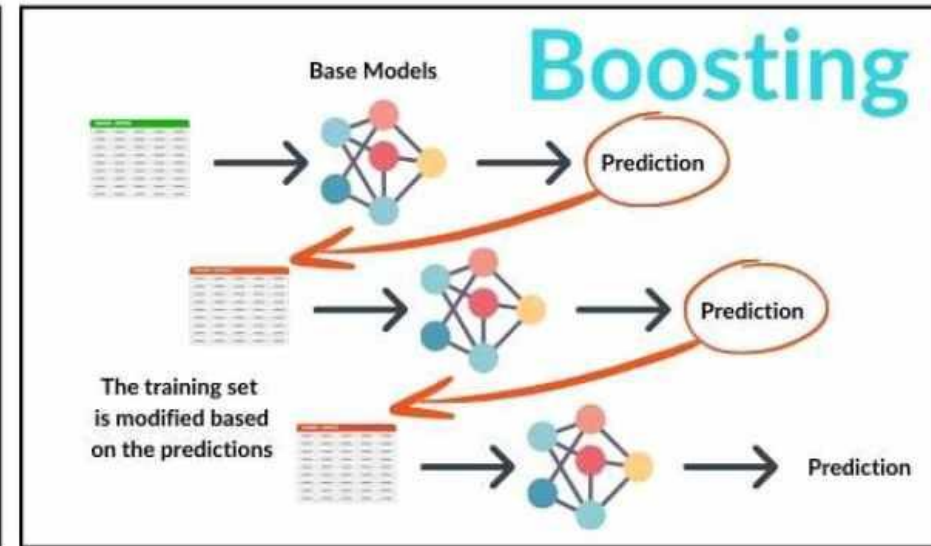 Boosting
Base Models
Prediction
Prediction
The training set
is modified based
on the predictions
Prediction